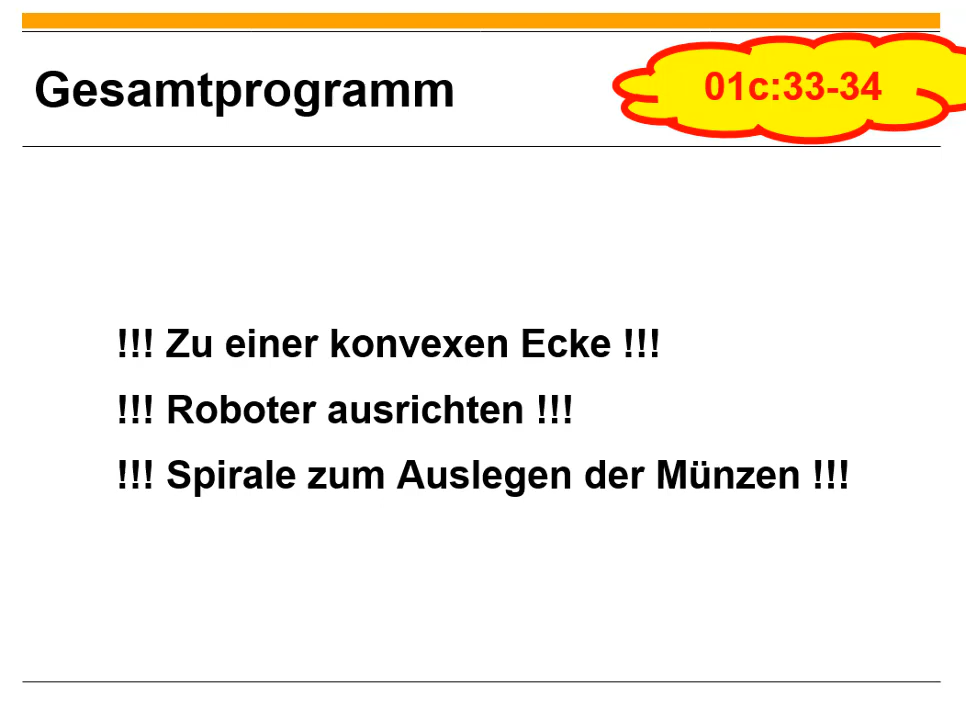 Gesamtprogramm
01c:33-34
!!! Zu einer konvexen Ecke !!!
!!! Roboter ausrichten !!!
!!! Spirale zum Auslegen der Münzen !!!